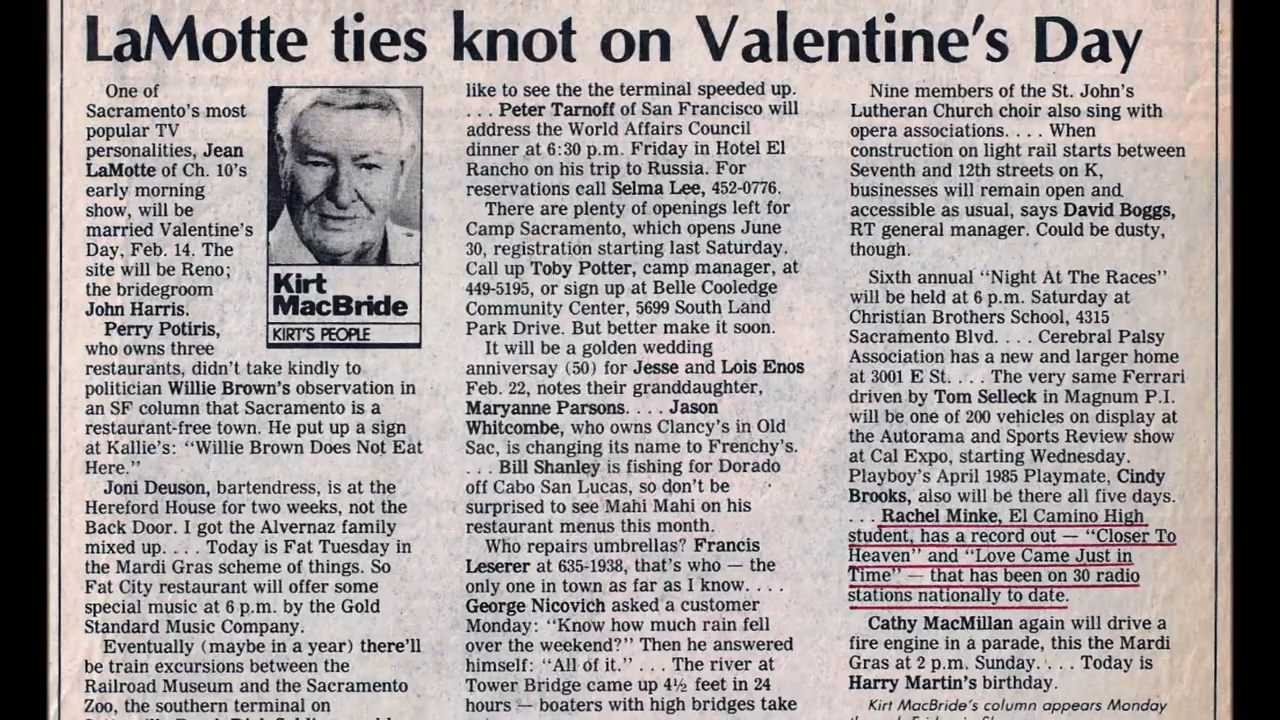 LaMotte ties knot on Valentine's Day
One of
Sacramento's most
popular TV
personalities, Jean
LaMotte of Ch. 10's
early morning
show, will be
married Valentine's
Day, Feb. 14. The
site will be Reno;
the bridegroom
John Harris.
Kirt
MacBride
KIRT'S PEOPLE
Perry Potiris,
who owns three
restaurants, didn't take kindly to
politician Willie Brown's observation in
an SF column that Sacramento is a
restaurant-free town. He put up a sign
at Kallie's: "Willie Brown Does Not Eat
Here."
Joni Deuson, bartendress, is at the
Hereford House for two weeks, not the
Back Door. I got the Alvernaz family
mixed up. . . . Today is Fat Tuesday in
the Mardi Gras scheme of things. So
Fat City restaurant will offer some
special music at 6 p.m. by the Gold
Standard Music Company.
Eventually (maybe in a year) there'll
be train excursions between the
Railroad Museum and the Sacramento
Zoo, the southern terminal on
like to see the the terminal speeded up.
. . . Peter Tarnoff of San Francisco will
address the World Affairs Council
dinner at 6:30 p.m. Friday in Hotel El
Rancho on his trip to Russia. For
reservations call Selma Lee, 452-0776.
There are plenty of openings left for
Camp Sacramento, which opens June
30, registration starting last Saturday.
Call up Toby Potter, camp manager, at
449-5195, or sign up at Belle Cooledge
Community Center, 5699 South Land
Park Drive. But better make it soon.
It will be a golden wedding
anniversay (50) for Jesse and Lois Enos
Feb. 22, notes their granddaughter,
Maryanne Parsons. . . . Jason
Whitcombe, who owns Clancy's in Old
Sac, is changing its name to Frenchy's.
. . . Bill Shanley is fishing for Dorado
off Cabo San Lucas, so don't be
surprised to see Mahi Mahi on his
restaurant menus this month.
Who repairs umbrellas? Francis
Leserer at 635-1938, that's who — the
only one in town as far as I know. . . .
George Nicovich asked a customer
Monday: "Know how much rain fell
over the weekend?" Then he answered
himself: "All of it." . . . The river at
Tower Bridge came up 4½ feet in 24
hours — boaters with high bridges take
Nine members of the St. John's
Lutheran Church choir also sing with
opera associations. . . . When
construction on light rail starts between
Seventh and 12th streets on K,
businesses will remain open and
accessible as usual, says David Boggs,
RT general manager. Could be dusty,
though.
Sixth annual "Night At The Races"
will be held at 6 p.m. Saturday at
Christian Brothers School, 4315
Sacramento Blvd. . . . Cerebral Palsy
Association has a new and larger home
at 3001 E St. . . . The very same Ferrari
driven by Tom Selleck in Magnum P.I.
will be one of 200 vehicles on display at
the Autorama and Sports Review show
at Cal Expo, starting Wednesday.
Playboy's April 1985 Playmate, Cindy
Brooks, also will be there all five days.
. . . Rachel Minke, El Camino High
student, has a record out — "Closer To
Heaven" and "Love Came Just in
Time" — that has been on 30 radio
stations nationally to date.
Cathy MacMillan again will drive a
fire engine in a parade, this the Mardi
Gras at 2 p.m. Sunday. . . . Today is
Harry Martin's birthday.
Kirt MacBride's column appears Monday